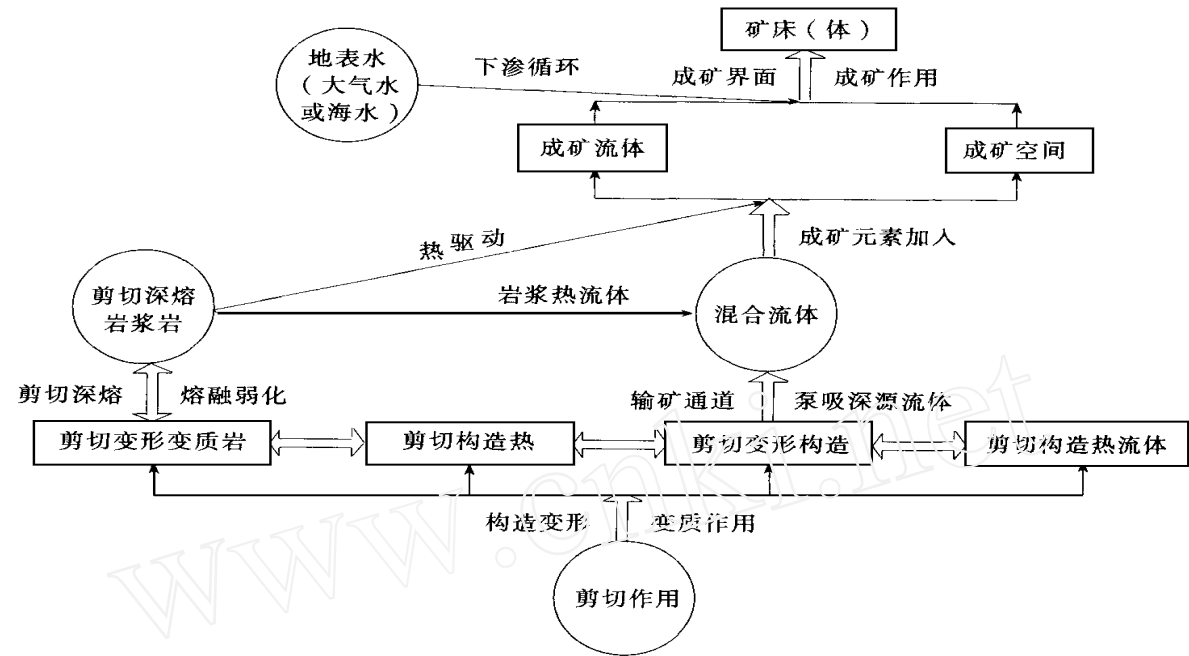 矿床（体）
地表水
（大气水
或海水）
下渗循环
成矿界面
成矿作用
成矿流体
成矿空间
热驱动
成矿元素加入
剪切深熔
岩浆岩
岩浆热流体
混合流体
剪切深熔
熔融弱化
输矿通道
泵吸深源流体
剪切变形变质岩
剪切构造热
剪切变形构造
剪切构造热流体
构造变形
变质作用
剪切作用
www.cnki.net